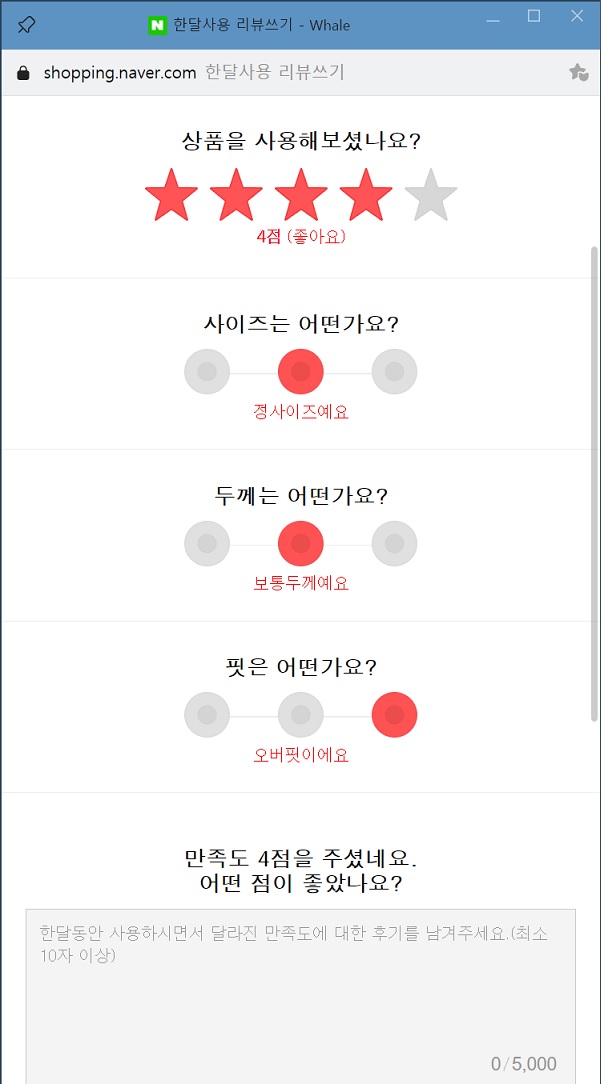 N 한달사용 리뷰쓰기 - Whale
shopping.naver.com 한달사용 리뷰쓰기
상품을 사용해보셨나요?
4점 (좋아요)
사이즈는 어떤가요?
정사이즈예요
두께는 어떤가요?
보통두께예요
핏은 어떤가요?
오버핏이에요
만족도 4점을 주셨네요.
어떤 점이 좋았나요?
한달동안 사용하시면서 달라진 만족도에 대한 후기를 남겨주세요.(최소
10자 이상)
0/5,000